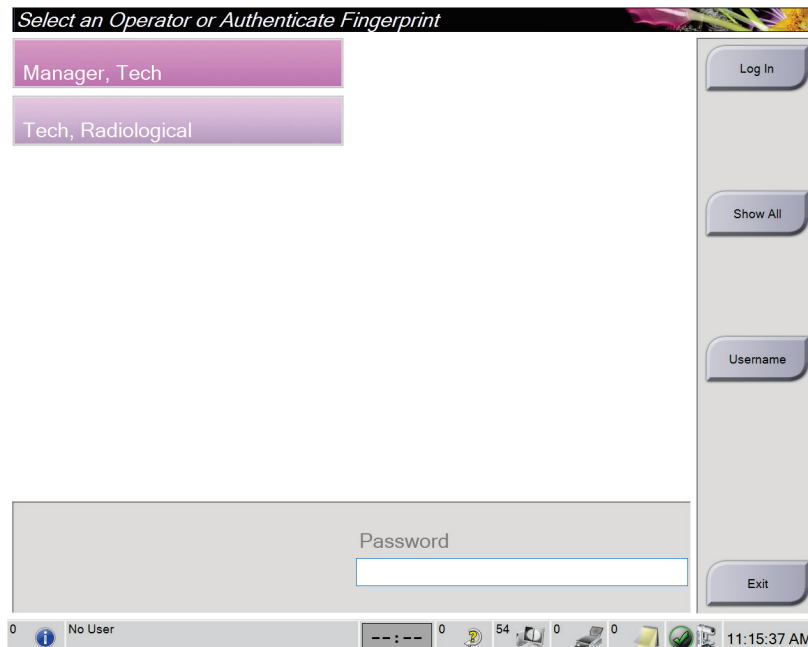 Select an Operator or Authenticate Fingerprint
Manager, Tech
Log In
Tech, Radiological
Show All
Username
Password
Exit
0 No User --:-- 0 54 0 0 11:15:37 AM